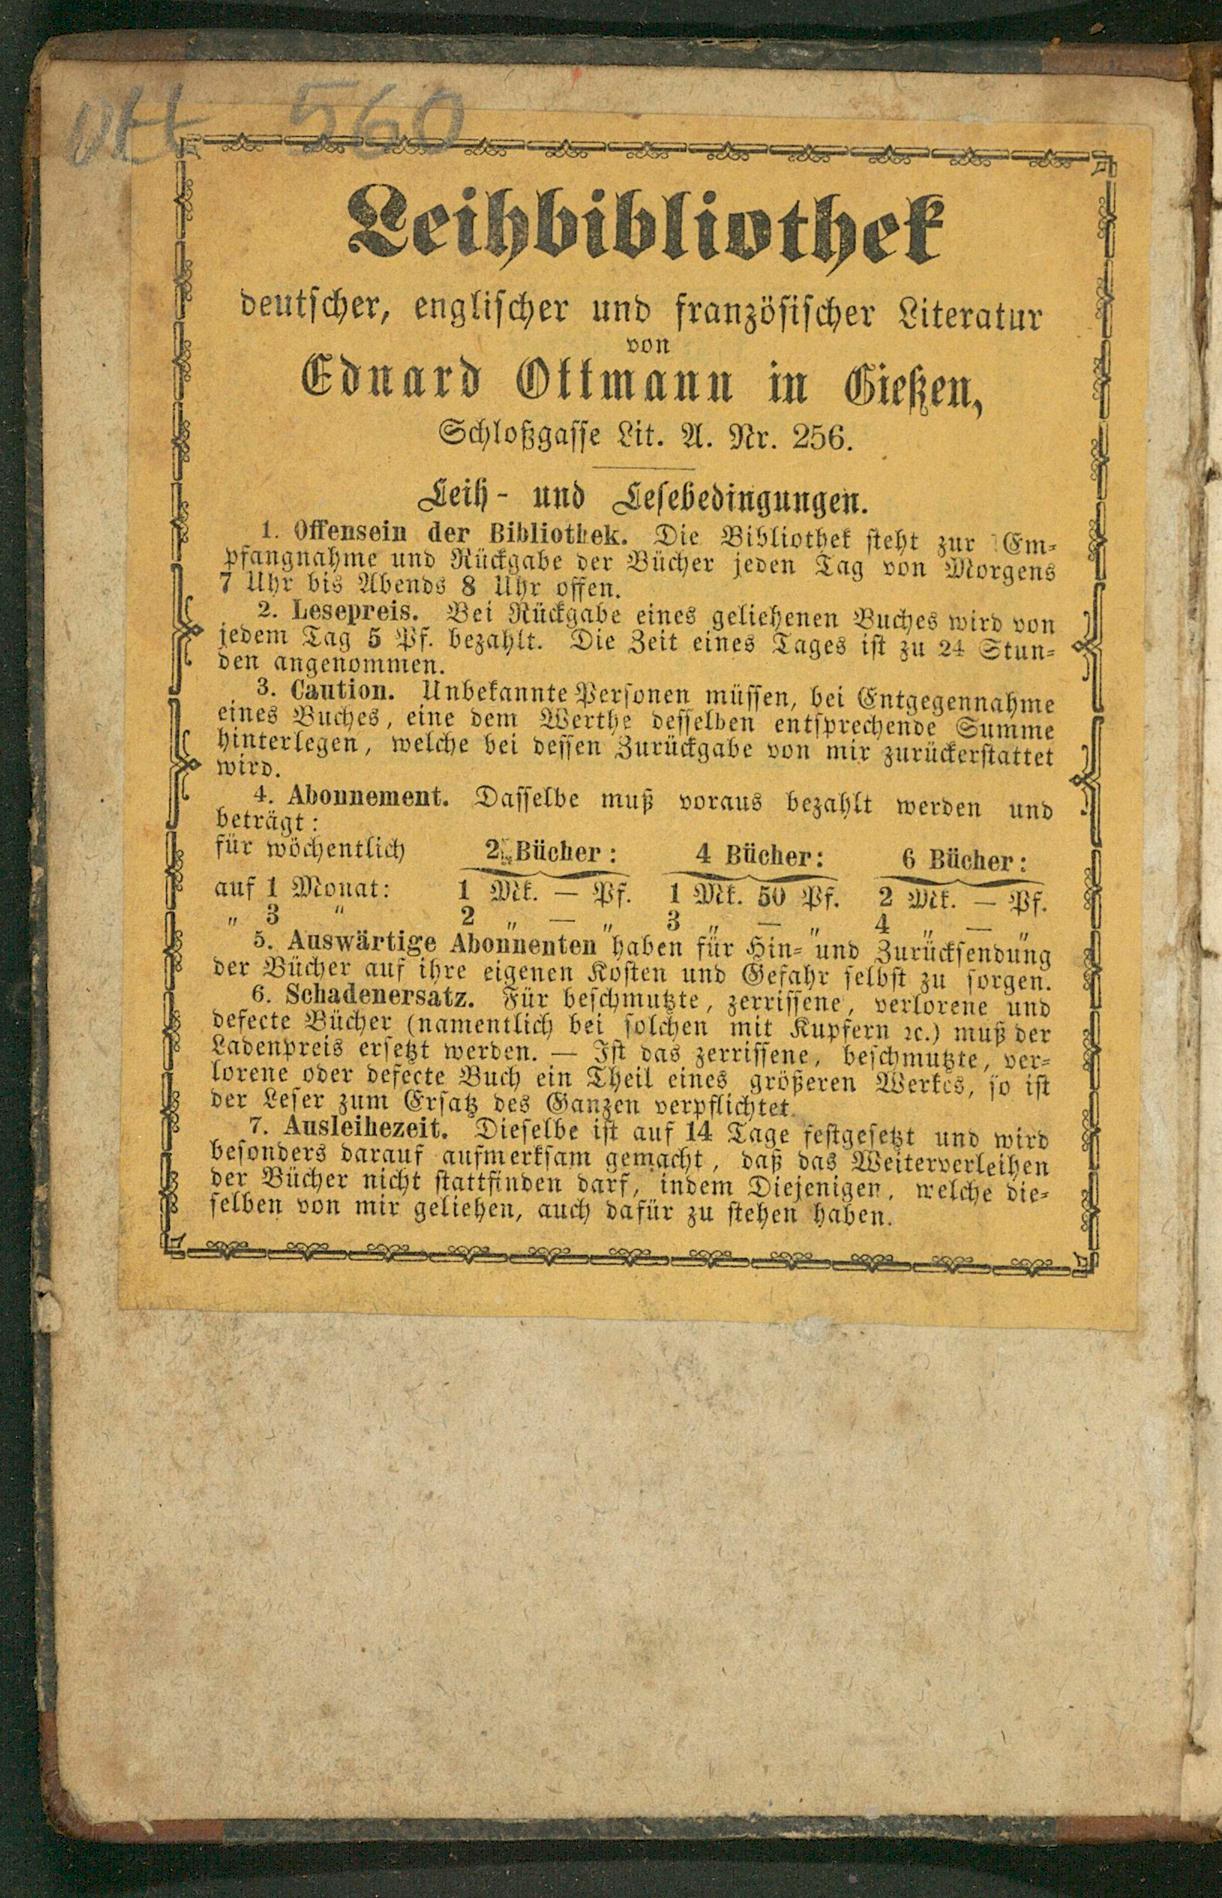 Ott 560
Leihbibliothek
deutscher, englischer und französischer Literatur
von
Eduard Ottmann in Gießen,
Schloßgasse Lit. A. Nr. 256.
Leih- und Lesebedingungen.
1. Offensein der Bibliothek. Die Bibliothek steht zur Em-
pfangnahme und Rückgabe der Bücher jeden Tag von Morgens
7 Uhr bis Abends 8 Uhr offen.
2. Lesepreis. Bei Rückgabe eines geliehenen Buches wird von
jedem Tag 5 Pf. bezahlt. Die Zeit eines Tages ist zu 24 Stun-
den angenommen.
3. Caution. Unbekannte Personen müssen, bei Entgegennahme
eines Buches, eine dem Werthe desselben entsprechende Summe
hinterlegen, welche bei dessen Zurückgabe von mir zurückerstattet
wird.
4. Abonnement. Dasselbe muß voraus bezahlt werden und
beträgt:
für wöchentlich 2 Bücher: 4 Bücher: 6 Bücher:
auf 1 Monat: 1 Mk. — Pf. 1 Mk. 50 Pf. 2 Mk. — Pf.
„ 3 „ 2 „ — „ 3 „ — „ 4 „ — „
5. Auswärtige Abonnenten haben für Hin- und Zurücksendung
der Bücher auf ihre eigenen Kosten und Gefahr selbst zu sorgen.
6. Schadenersatz. Für beschmutzte, zerrissene, verlorene und
defecte Bücher (namentlich bei solchen mit Kupfern ꝛc.) muß der
Ladenpreis ersetzt werden. — Ist das zerrissene, beschmutzte, ver-
lorene oder defecte Buch ein Theil eines größeren Werkes, so ist
der Leser zum Ersatz des Ganzen verpflichtet.
7. Ausleihezeit. Dieselbe ist auf 14 Tage festgesetzt und wird
besonders darauf aufmerksam gemacht, daß das Weiterverleihen
der Bücher nicht stattfinden darf, indem Diejenigen, welche die-
selben von mir geliehen, auch dafür zu stehen haben.